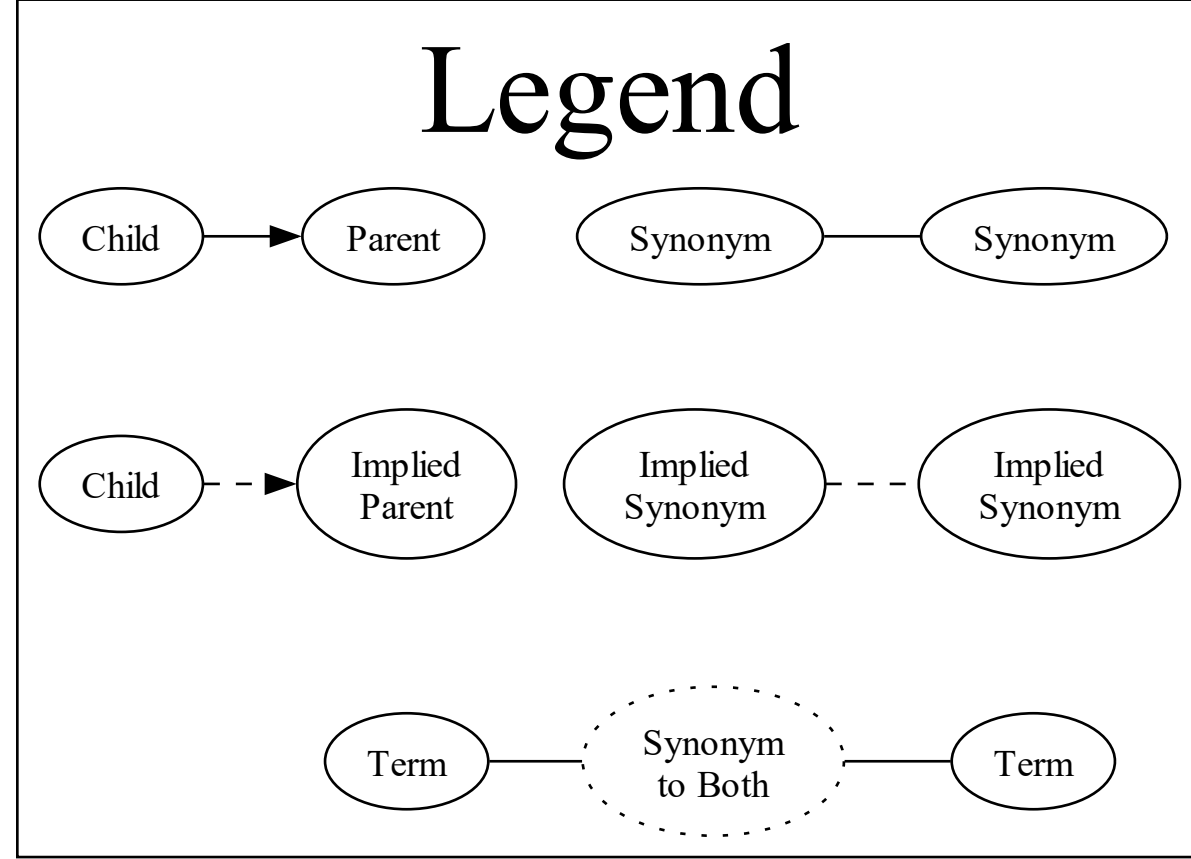 Legend
Child
Parent
Synonym
Synonym
Child
Implied
Parent
Implied
Synonym
Implied
Synonym
Term
Synonym
to Both
Term